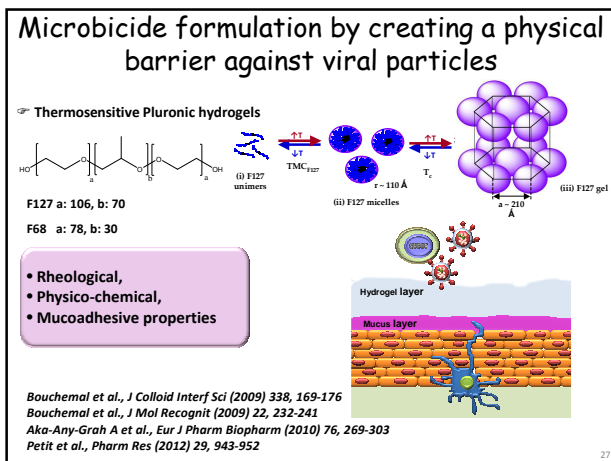 Microbicide formulation by creating a physical
barrier against viral particles
☞ Thermosensitive Pluronic hydrogels
HO
O
a
O
b
O
a
OH
F127 a: 106, b: 70
F68 a: 78, b: 30
↑T
↓T
TMC F127
(i) F127
unimers
r ~ 110 Å
(ii) F127 micelles
↑T
↓T
Tc
a ~ 210
Å
(iii) F127 gel
• Rheological,
• Physico-chemical,
• Mucoadhesive properties
Hydrogel layer
Mucus layer
Bouchemal et al., J Colloid Interf Sci (2009) 338, 169-176
Bouchemal et al., J Mol Recognit (2009) 22, 232-241
Aka-Any-Grah A et al., Eur J Pharm Biopharm (2010) 76, 269-303
Petit et al., Pharm Res (2012) 29, 943-952
27